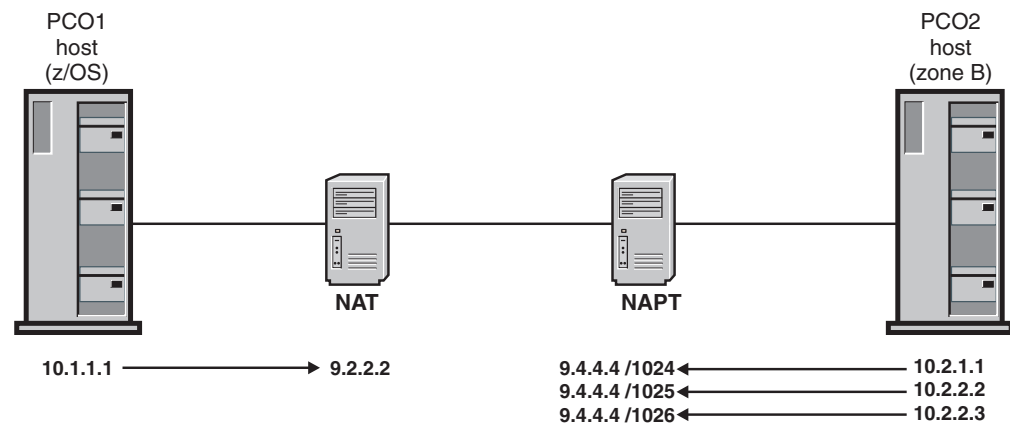 PCO1
host
(z/OS)
PCO2
host
(zone B)
NAT
NAPT
10.1.1.1
9.2.2.2
9.4.4.4 /1024
10.2.1.1
9.4.4.4 /1025
10.2.2.2
9.4.4.4 /1026
10.2.2.3